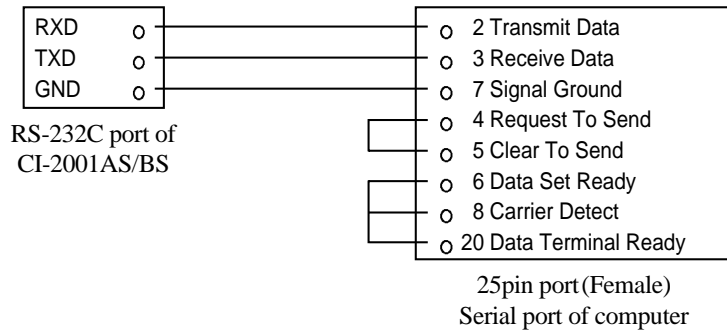 RXD
TXD
GND
RS-232C port of
CI-2001AS/BS
2 Transmit Data
3 Receive Data
7 Signal Ground
4 Request To Send
5 Clear To Send
6 Data Set Ready
8 Carrier Detect
20 Data Terminal Ready
25pin port (Female)
Serial port of computer